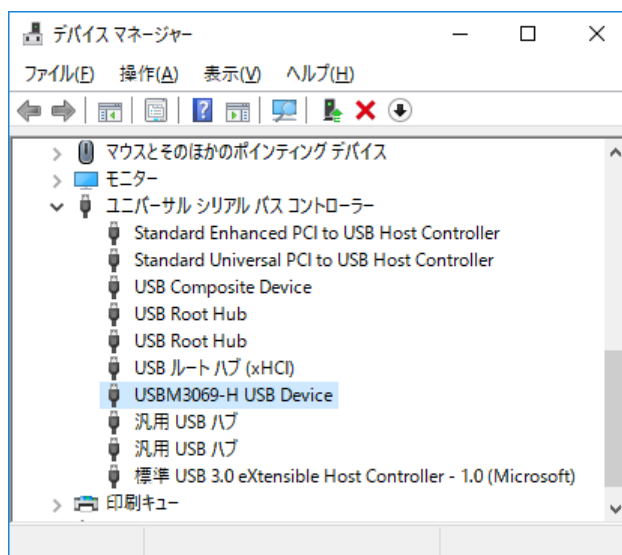 デバイス マネージャー
ファイル(F) 操作(A) 表示(V) ヘルプ(H)
マウスとそのほかのポインティング デバイス
モニター
ユニバーサル シリアル バス コントローラー
Standard Enhanced PCI to USB Host Controller
Standard Universal PCI to USB Host Controller
USB Composite Device
USB Root Hub
USB Root Hub
USB ルート ハブ (xHCI)
USBM3069-H USB Device
汎用 USB ハブ
汎用 USB ハブ
標準 USB 3.0 eXtensible Host Controller - 1.0 (Microsoft)
印刷キュー